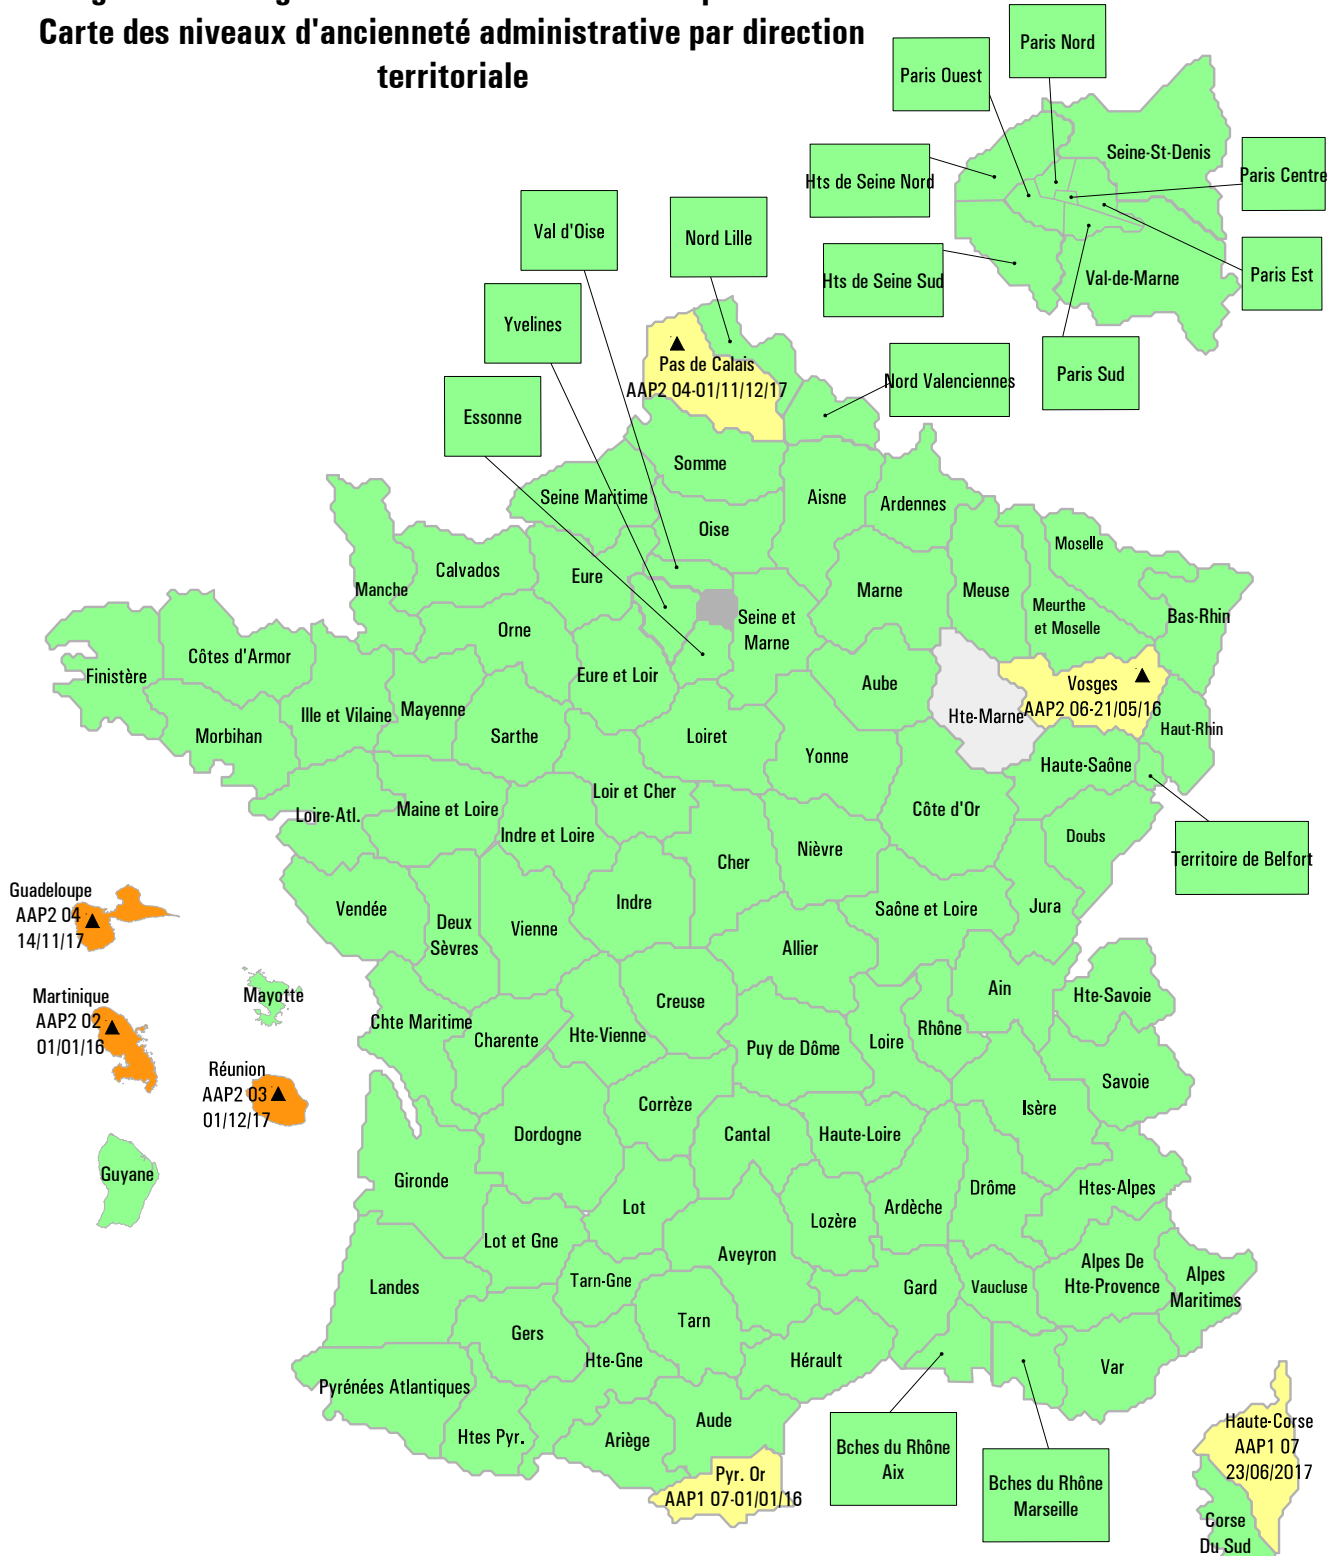 Carte des niveaux d'ancienneté administrative par direction
territoriale
Paris Nord
Paris Ouest
Seine-St-Denis
Hts de Seine Nord
Paris Centre
Val d'Oise
Nord Lille
Hts de Seine Sud
Val-de-Marne
Paris Est
Yvelines
Pas de Calais
AAP2 04-01/11/12/17
Paris Sud
Nord Valenciennes
Essonne
Somme
Seine Maritime
Aisne
Ardennes
Oise
Moselle
Calvados
Eure
Manche
Marne
Meuse
Meurthe
et Moselle
Seine et
Marne
Bas-Rhin
Orne
Côtes d'Armor
Finistère
Eure et Loir
Aube
Vosges
AAP2 06-21/05/16
Ille et Vilaine
Mayenne
Hte-Marne
Haut-Rhin
Morbihan
Sarthe
Loiret
Yonne
Haute-Saône
Loir et Cher
Loire-Atl.
Maine et Loire
Côte d'Or
Indre et Loire
Doubs
Nièvre
Cher
Territoire de Belfort
Guadeloupe
AAP2 04
14/11/17
Vendée
Deux
Sèvres
Vienne
Indre
Saône et Loire
Jura
Allier
Martinique
AAP2 02
01/01/16
Mayotte
Creuse
Ain
Hte-Savoie
Chte Maritime
Charente
Hte-Vienne
Puy de Dôme
Loire
Rhône
Réunion
AAP2 03
01/12/17
Savoie
Corrèze
Isère
Dordogne
Cantal
Haute-Loire
Guyane
Gironde
Lot
Lozère
Ardèche
Drôme
Htes-Alpes
Lot et Gne
Aveyron
Landes
Tarn-Gne
Gard
Vaucluse
Alpes De
Hte-Provence
Alpes
Maritimes
Gers
Tarn
Hte-Gne
Hérault
Var
Pyrénées Atlantiques
Htes Pyr.
Ariège
Aude
Bches du Rhône
Aix
Haute-Corse
AAP1 07
23/06/2017
Pyr. Or
AAP1 07-01/01/16
Bches du Rhône
Marseille
Corse
Du Sud